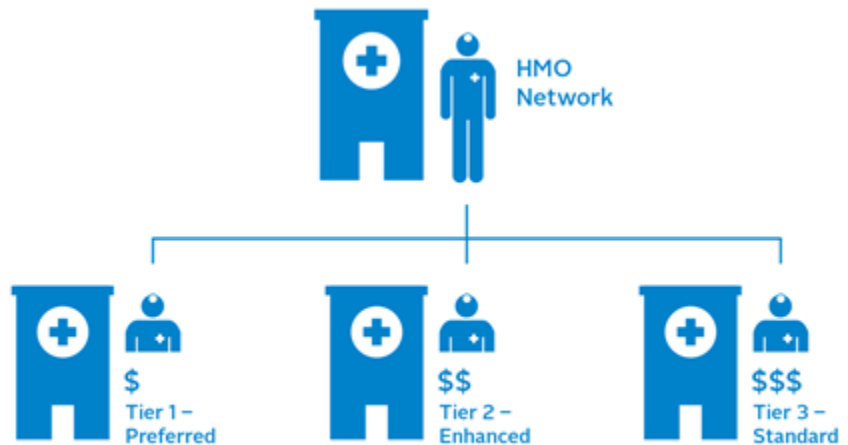 HMO
Network
$
Tier 1 –
Preferred
$$
Tier 2 –
Enhanced
$$$
Tier 3 –
Standard